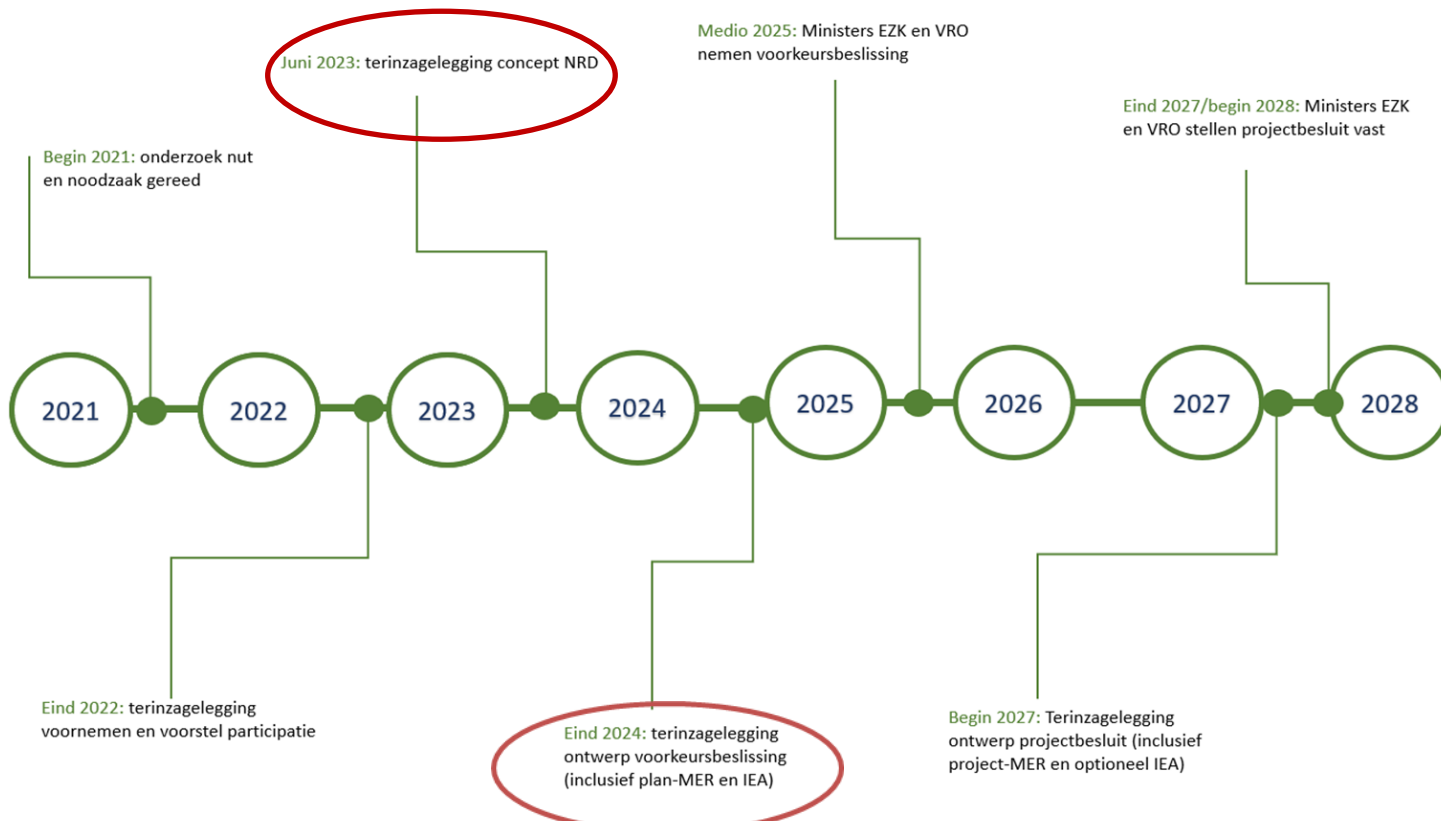 Medio 2025: Ministers EZK en VRO
nemen voorkeursbeslissing
Juni 2023: terinzagelegging concept NRD
Eind 2027/begin 2028: Ministers EZK
en VRO stellen projectbesluit vast
Begin 2021: onderzoek nut
en noodzaak gereed
2021
2022
2023
2024
2025
2026
2027
2028
Eind 2022: terinzagelegging
voornemen en voorstel participatie
Eind 2024: terinzagelegging
ontwerp voorkeursbeslissing
(inclusief plan-MER en IEA)
Begin 2027: Terinzagelegging
ontwerp projectbesluit (inclusief
project-MER en optioneel IEA)